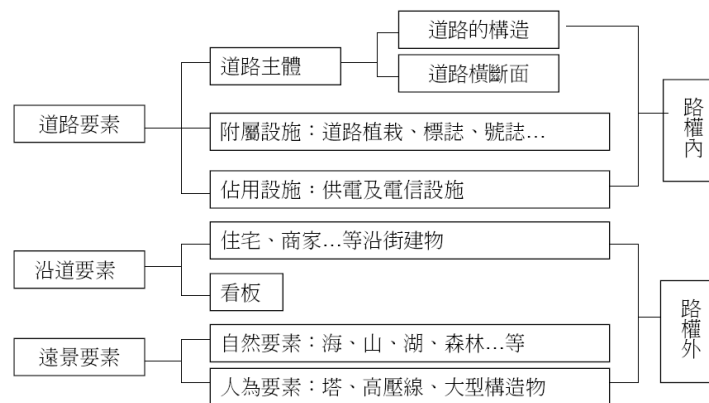 道路的構造
道路主體
道路橫斷面
道路要素
附屬設施：道路植栽、標誌、號誌…
佔用設施：供電及電信設施
路權內
住宅、商家…等沿街建物
沿道要素
看板
自然要素：海、山、湖、森林…等
遠景要素
人為要素：塔、高壓線、大型構造物
路權外